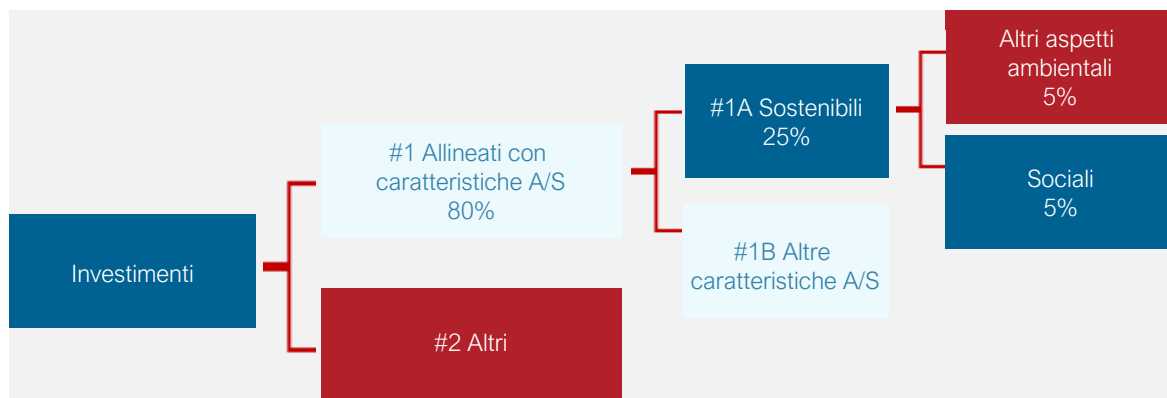 Investimenti
#1 Allineati con
caratteristiche A/S
80%
#2 Altri
#1A Sostenibili
25%
#1B Altre
caratteristiche A/S
Altri aspetti
ambientali
5%
Sociali
5%